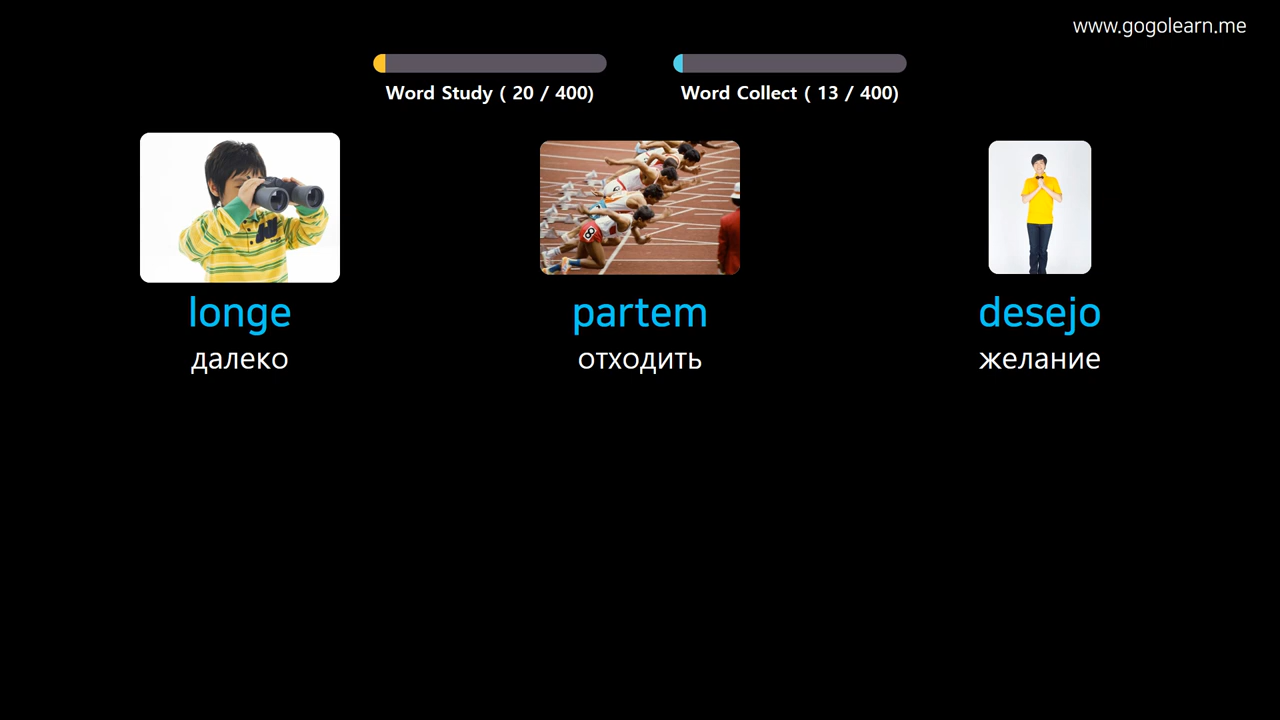 www.gogolearn.me
Word Study ( 20 / 400)
Word Collect ( 13 / 400)
longe
далеко
partem
отходить
desejo
желание